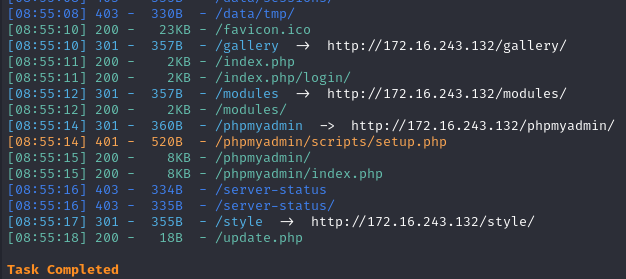 [08:55:08] 403 - 330B - /data/tmp/
[08:55:10] 200 - 23KB - /favicon.ico
[08:55:10] 301 - 357B - /gallery -> http://172.16.243.132/gallery/
[08:55:11] 200 - 2KB - /index.php
[08:55:11] 200 - 2KB - /index.php/login/
[08:55:12] 301 - 357B - /modules -> http://172.16.243.132/modules/
[08:55:12] 200 - 2KB - /modules/
[08:55:14] 301 - 360B - /phpmyadmin -> http://172.16.243.132/phpmyadmin/
[08:55:14] 401 - 520B - /phpmyadmin/scripts/setup.php
[08:55:15] 200 - 8KB - /phpmyadmin/
[08:55:15] 200 - 8KB - /phpmyadmin/index.php
[08:55:16] 403 - 334B - /server-status
[08:55:16] 403 - 335B - /server-status/
[08:55:17] 301 - 355B - /style -> http://172.16.243.132/style/
[08:55:18] 200 - 18B - /update.php
Task Completed